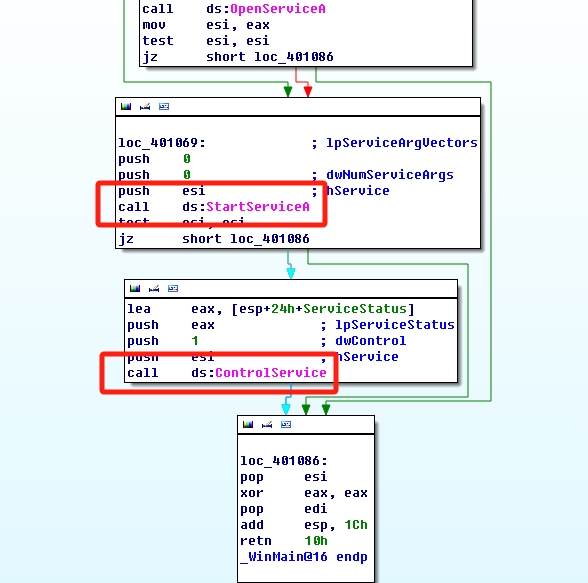 call ds:OpenServiceA
mov esi, eax
test esi, esi
jz short loc_401086
loc_401069: ; lpServiceArgVectors
push 0
push 0 ; dwNumServiceArgs
push esi ; hService
call ds:StartServiceA
test esi, esi
jz short loc_401086
lea eax, [esp+24h+ServiceStatus]
push eax ; lpServiceStatus
push 1 ; dwControl
push esi ; hService
call ds:ControlService
loc_401086:
pop esi
xor eax, eax
pop edi
add esp, 1Ch
retn 10h
_WinMain@16 endp